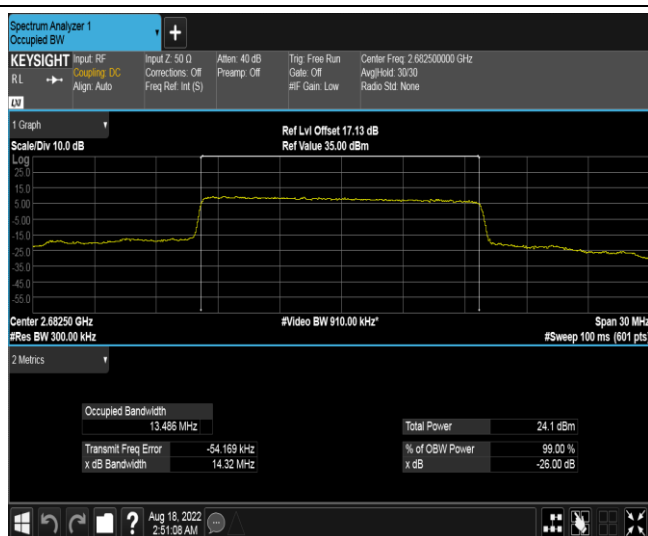 Spectrum Analyzer 1
Occupied BW
+
KEYSIGHT Input: RF Input Z: 50 Ω Atten: 40 dB Trig: Free Run Center Freq: 2.682500000 GHz
RL Coupling: DC Corrections: Off Preamp: Off Gate: Off Avg|Hold: 30/30
Align: Auto Freq Ref: Int (S) #IF Gain: Low Radio Std: None
LXI
1 Graph
Ref Lvl Offset 17.13 dB
Scale/Div 10.0 dB Ref Value 35.00 dBm
Log
25.0
15.0
5.00
-5.00
-15.0
-25.0
-35.0
-45.0
-55.0
Center 2.68250 GHz #Video BW 910.00 kHz* Span 30 MHz
#Res BW 300.00 kHz #Sweep 100 ms (601 pts)
2 Metrics
Occupied Bandwidth
13.486 MHz Total Power 24.1 dBm
Transmit Freq Error -54.169 kHz % of OBW Power 99.00 %
x dB Bandwidth 14.32 MHz x dB -26.00 dB
? Aug 18, 2022
2:51:08 AM